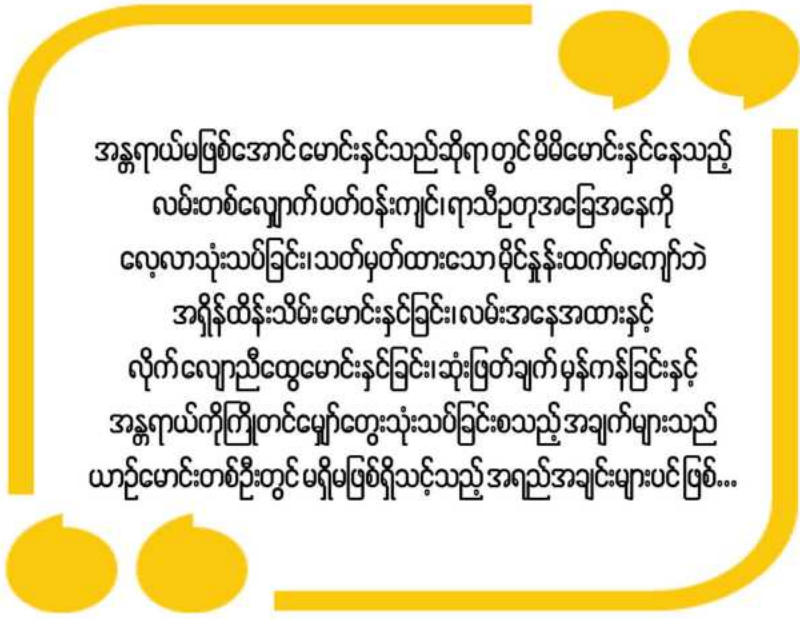 အန္တရာယ်မဖြစ်အောင် မောင်းနှင်သည်ဆိုရာတွင် မိမိမောင်းနှင်နေသည့်
လမ်းတစ်လျှောက် ပတ်ဝန်းကျင်၊ ရာသီဥတုအခြေအနေကို
လေ့လာသုံးသပ်ခြင်း၊ သတ်မှတ်ထားသော မိုင်နှုန်းထက်မကျော်ဘဲ
အရှိန်ထိန်းသိမ်း မောင်းနှင်ခြင်း၊ လမ်းအနေအထားနှင့်
လိုက်လျောညီထွေမောင်းနှင်ခြင်း၊ ဆုံးဖြတ်ချက် မှန်ကန်ခြင်းနှင့်
အန္တရာယ်ကိုကြိုတင်မျှော်တွေးသုံးသပ်ခြင်းစသည့် အချက်များသည်
ယာဉ်မောင်းတစ်ဦးတွင် မရှိမဖြစ်ရှိသင့်သည့် အရည်အချင်းများပင် ဖြစ်...